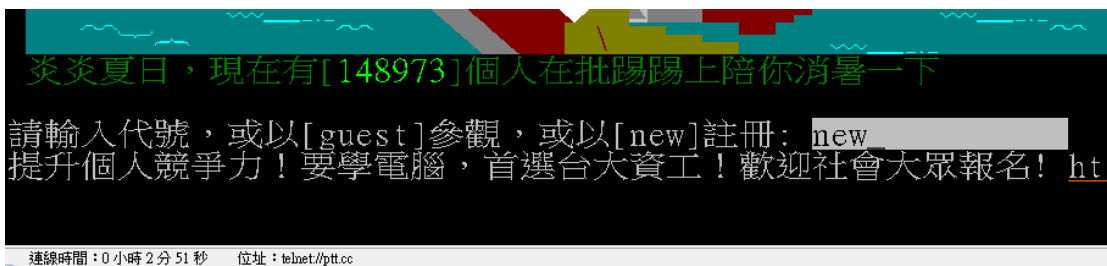 炎炎夏日，現在有[148973]個人在批踢踢上陪你消暑一下
請輸入代號，或以[guest]參觀，或以[new]註冊: new_
提升個人競爭力！要學電腦，首選台大資工！歡迎社會大眾報名! ht
連線時間：0 小時 2 分 51 秒 位址：telnet://ptt.cc